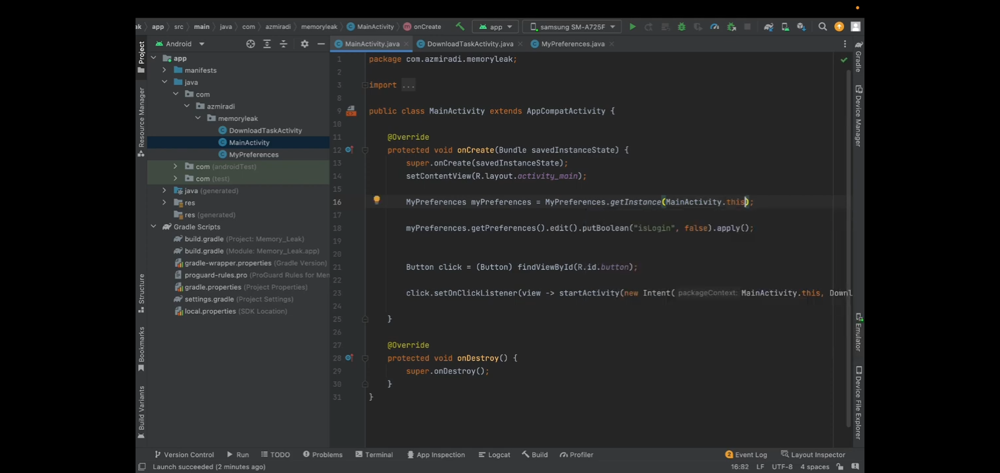 ak app src main java com azmiradi memoryleak MainActivity onCreate app samsung SM-A725F
Android
MainActivity.java DownloadTaskActivity.java MyPreferences.java
Project
Resource Manager
Structure
Bookmarks
Build Variants
app
manifests
java
com
azmiradi
memoryleak
DownloadTaskActivity
MainActivity
MyPreferences
com (androidTest)
com (test)
java (generated)
res
res (generated)
Gradle Scripts
build.gradle (Project: Memory_Leak)
build.gradle (Module: Memory_Leak.app)
gradle-wrapper.properties (Gradle Version)
proguard-rules.pro (ProGuard Rules for Mem
gradle.properties (Project Properties)
settings.gradle (Project Settings)
local.properties (SDK Location)
1 package com.azmiradi.memoryleak;
2
3 import ...
8
9 public class MainActivity extends AppCompatActivity {
10
11 @Override
12 protected void onCreate(Bundle savedInstanceState) {
13 super.onCreate(savedInstanceState);
14 setContentView(R.layout.activity_main);
15
16 MyPreferences myPreferences = MyPreferences.getInstance(MainActivity.this);
17
18 myPreferences.getPreferences().edit().putBoolean("isLogin", false).apply();
19
20
21 Button click = (Button) findViewById(R.id.button);
22
23 click.setOnClickListener(view -> startActivity(new Intent( packageContext: MainActivity.this, Downl
24
25 }
26
27 @Override
28 protected void onDestroy() {
29 super.onDestroy();
30 }
31 }
Gradle
Device Manager
Emulator
Device File Explorer
Version Control Run TODO Problems Terminal App Inspection Logcat Build Profiler 2 Event Log Layout Inspector
Launch succeeded (2 minutes ago) 16:82 LF UTF-8 4 spaces